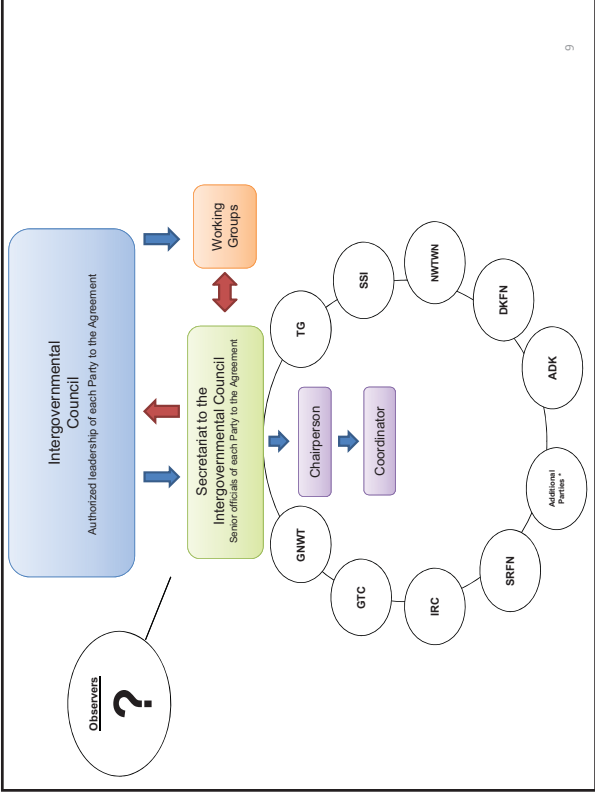 Observers
?
Intergovernmental
Council
Authorized leadership of each Party to the Agreement
Secretariat to the
Intergovernmental Council
Senior officials of each Party to the Agreement
Working
Groups
Chairperson
Coordinator
GNWT
TG
GTC
SSI
IRC
NWTWN
SRFN
DKFN
Additional
Parties *
ADK
9